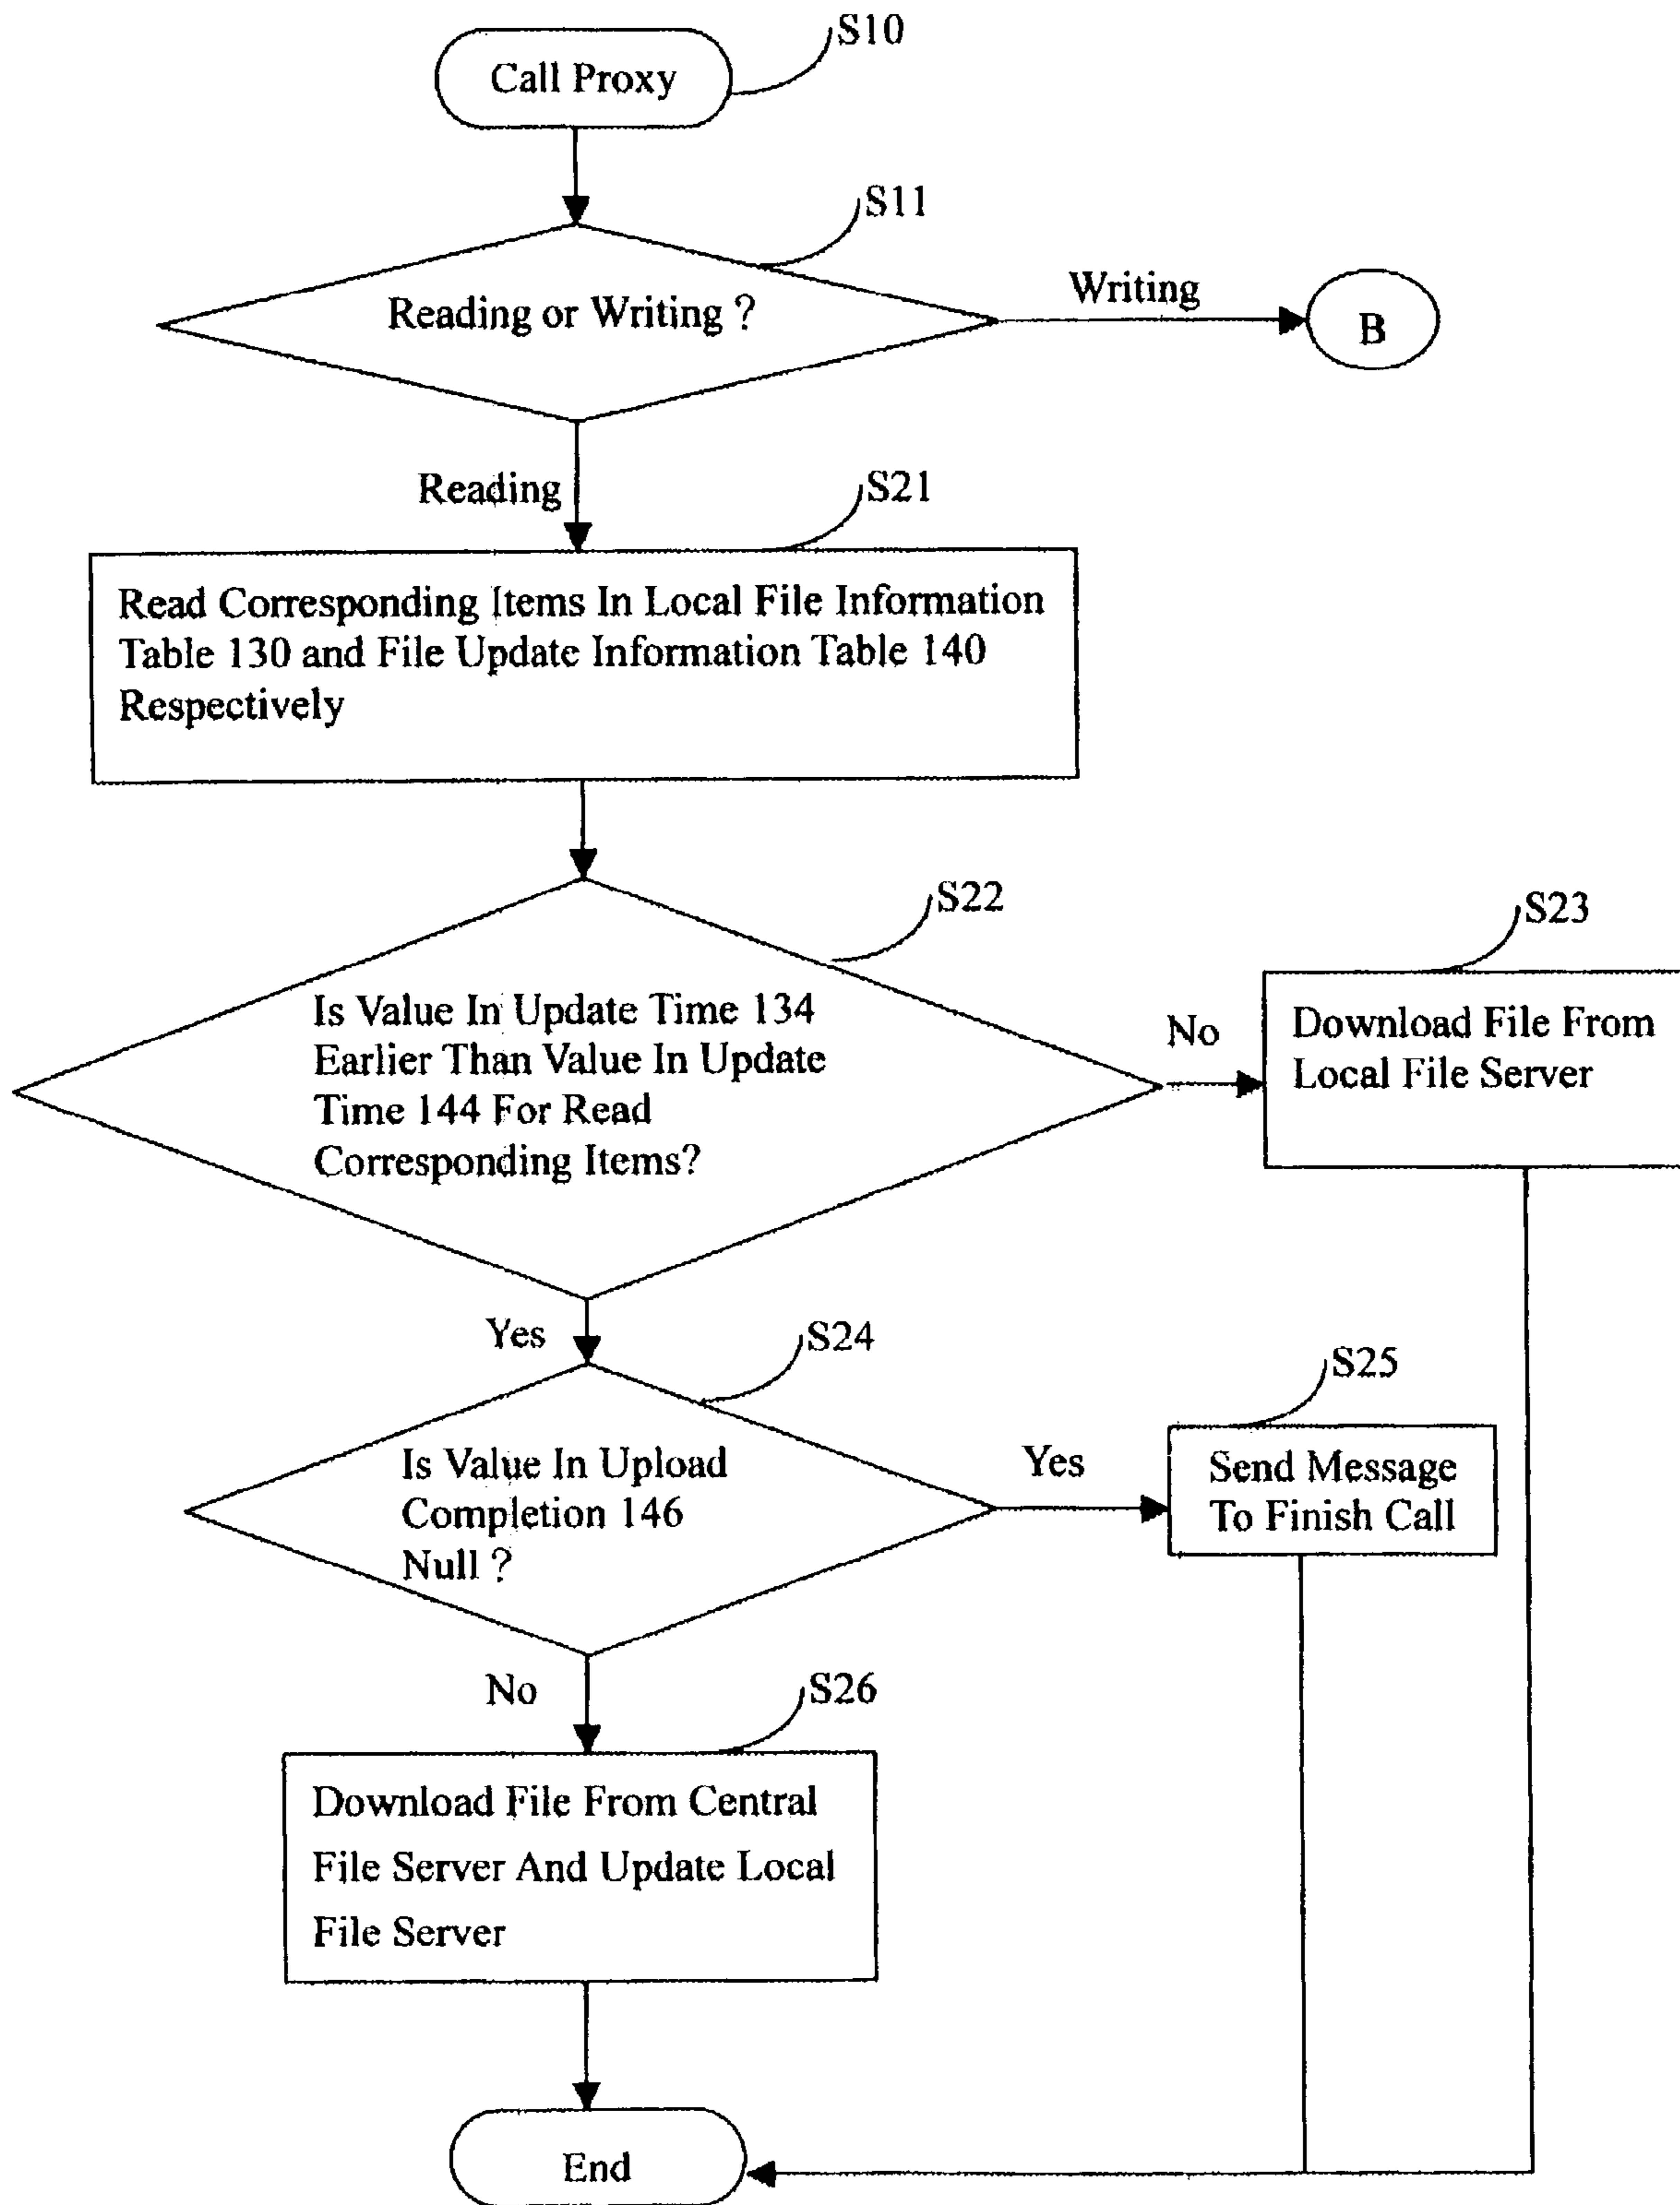 S10
Call Proxy
S11
Reading or Writing ?
Writing
B
Reading
S21
Read Corresponding Items In Local File Information
Table 130 and File Update Information Table 140
Respectively
S22
S23
Is Value In Update Time 134
Earlier Than Value In Update
Time 144 For Read
Corresponding Items?
No
Download File From
Local File Server
Yes
S24
S25
Is Value In Upload
Completion 146
Null ?
Yes
Send Message
To Finish Call
No
S26
Download File From Central
File Server And Update Local
File Server
End